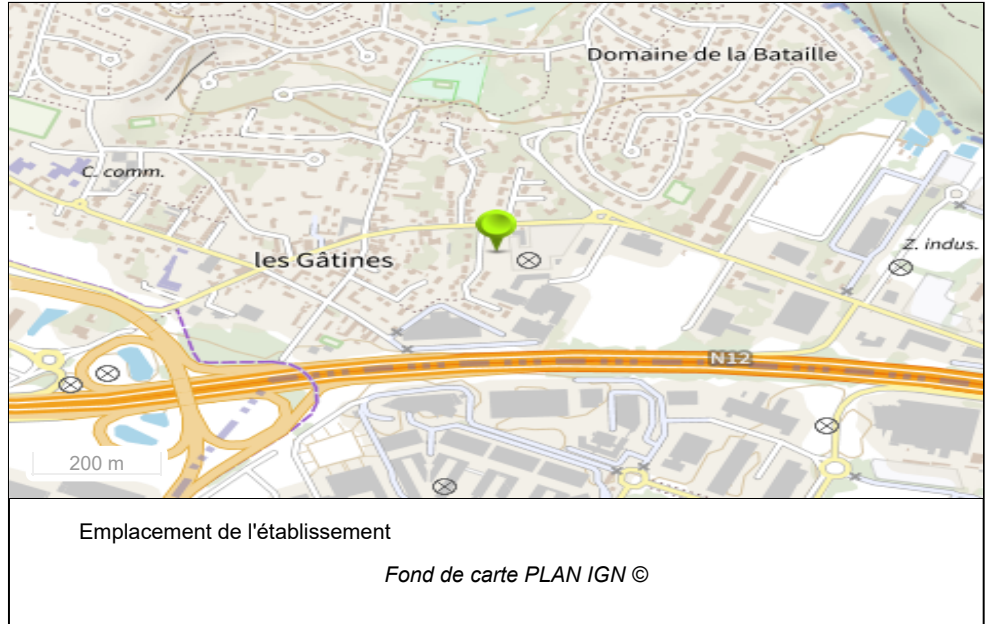 Domaine de la Bataille
C. comm.
Z. indus.
les Gâtines
N12
200 m
Emplacement de l'établissement
Fond de carte PLAN IGN ©